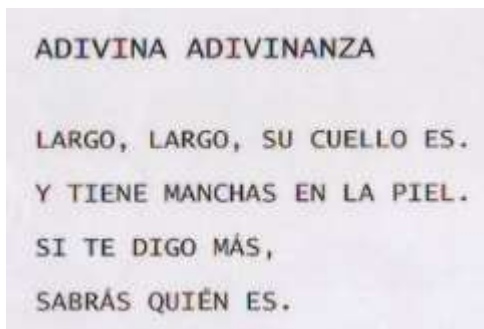 ADIVINA ADIVINANZA
LARGO, LARGO, SU CUELLO ES.
Y TIENE MANCHAS EN LA PIEL.
SI TE DIGO MÁS,
SABRÁS QUIÉN ES.